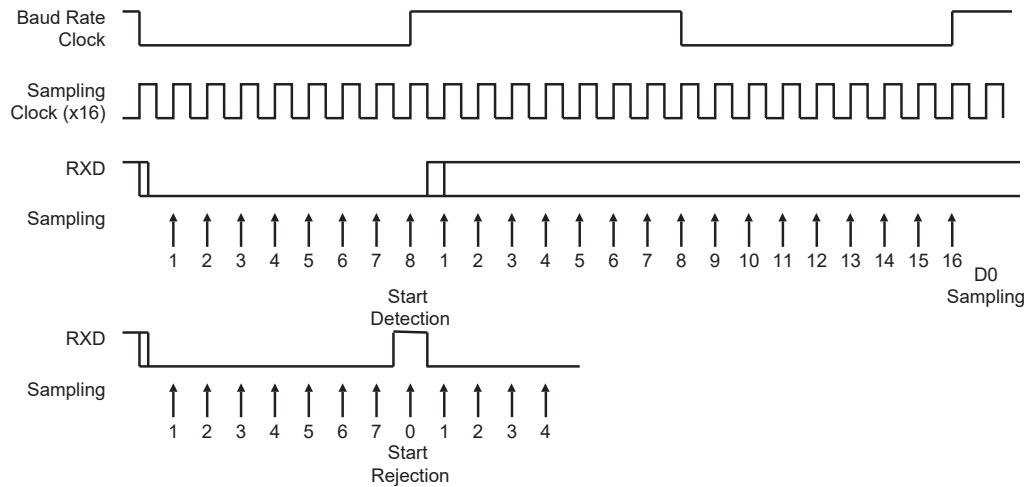 Baud Rate
Clock
Sampling
Clock (x16)
RXD
Sampling
1 2 3 4 5 6 7 8 1 2 3 4 5 6 7 8 9 10 11 12 13 14 15 16
D0
Sampling
Start
Detection
RXD
Sampling
1 2 3 4 5 6 7 0 1 2 3 4
Start
Rejection